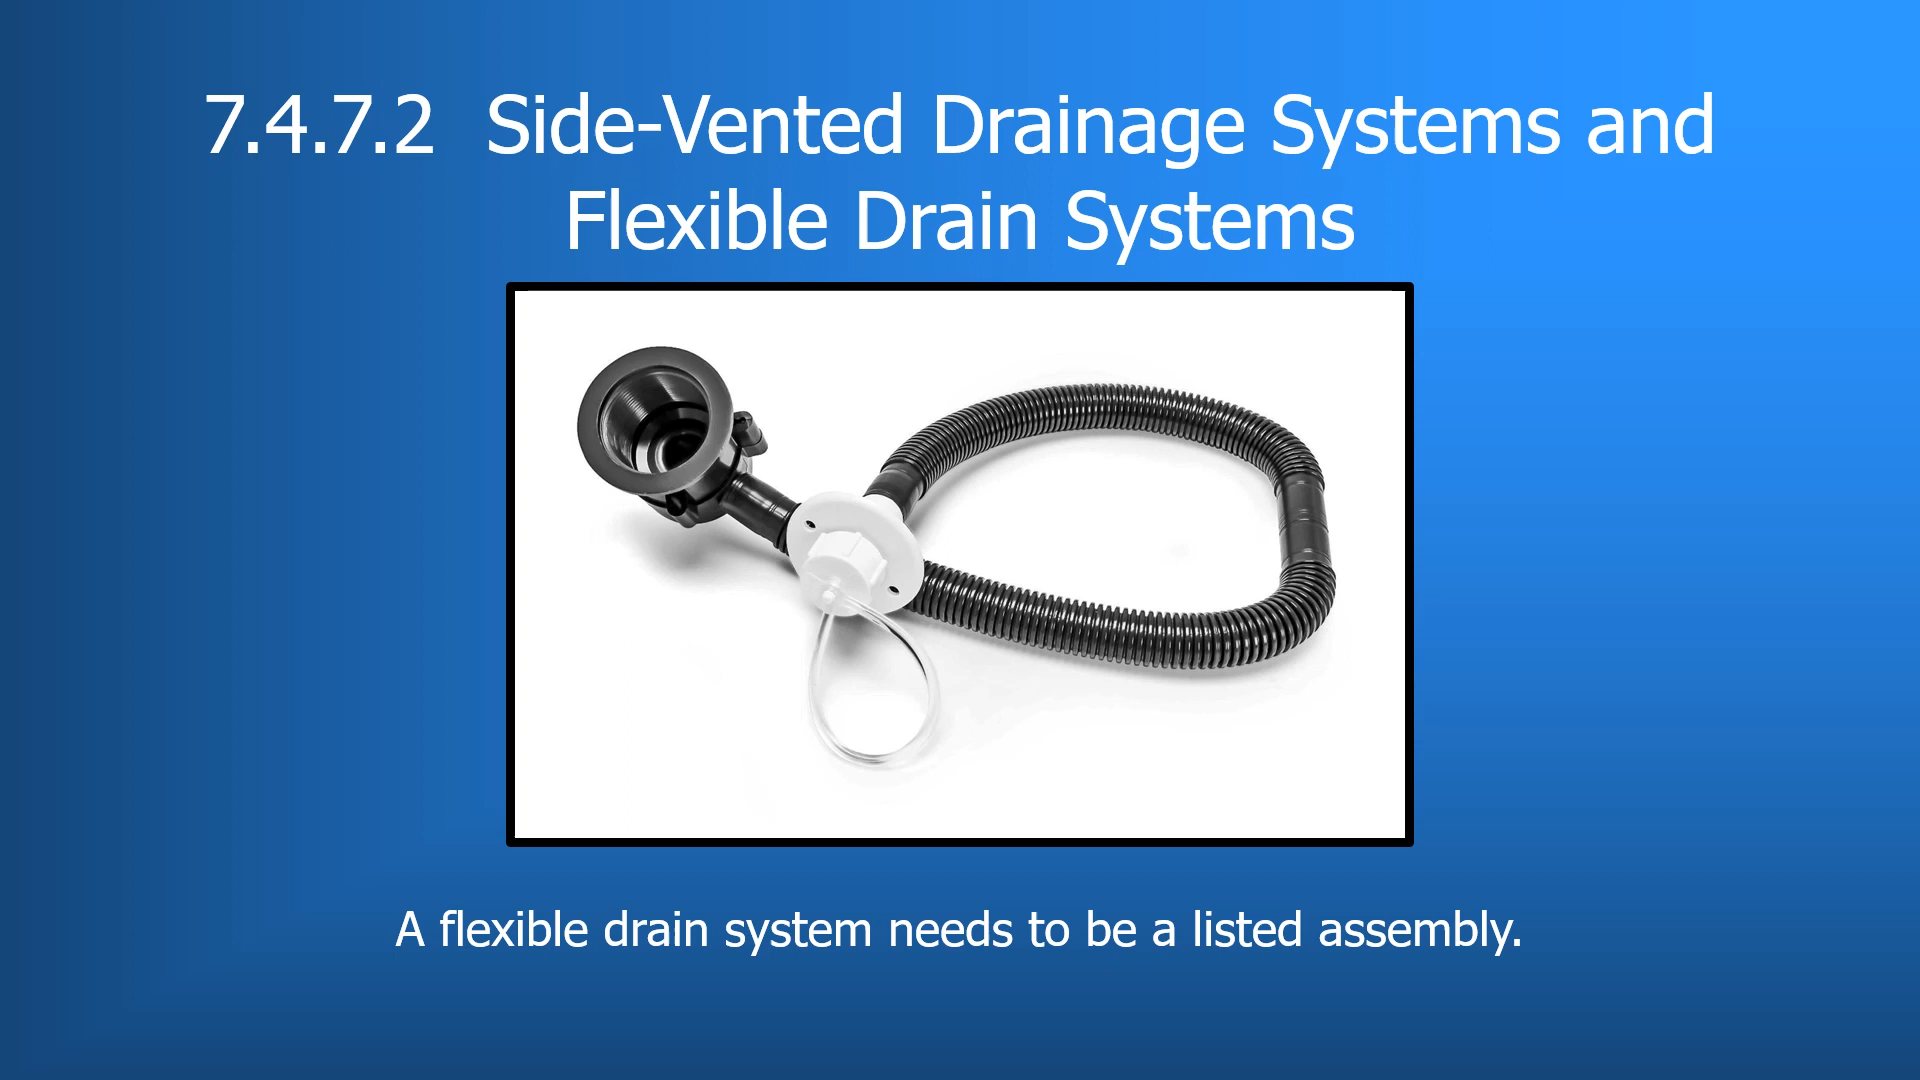 7.4.7.2  Side-Vented Drainage Systems and
Flexible Drain Systems
A flexible drain system needs to be a listed assembly.